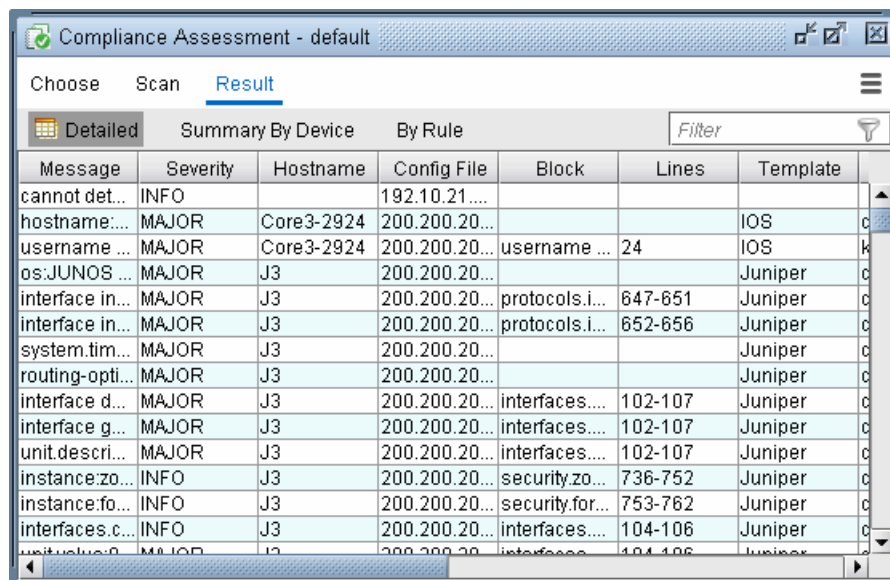 Compliance Assessment - default
Choose Scan Result
Detailed Summary By Device By Rule Filter
Message Severity Hostname Config File Block Lines Template
cannot det... INFO 192.10.21....
hostname:... MAJOR Core3-2924 200.200.20... IOS
username ... MAJOR Core3-2924 200.200.20... username ... 24 IOS
os:JUNOS ... MAJOR J3 200.200.20... Juniper
interface in... MAJOR J3 200.200.20... protocols.i... 647-651 Juniper
interface in... MAJOR J3 200.200.20... protocols.i... 652-656 Juniper
system.tim... MAJOR J3 200.200.20... Juniper
routing-opti... MAJOR J3 200.200.20... Juniper
interface d... MAJOR J3 200.200.20... interfaces.... 102-107 Juniper
interface g... MAJOR J3 200.200.20... interfaces.... 102-107 Juniper
unit.descri... MAJOR J3 200.200.20... interfaces.... 102-107 Juniper
instance:zo... INFO J3 200.200.20... security.zo... 736-752 Juniper
instance:fo... INFO J3 200.200.20... security.for... 753-762 Juniper
interfaces.c... INFO J3 200.200.20... interfaces.... 104-106 Juniper